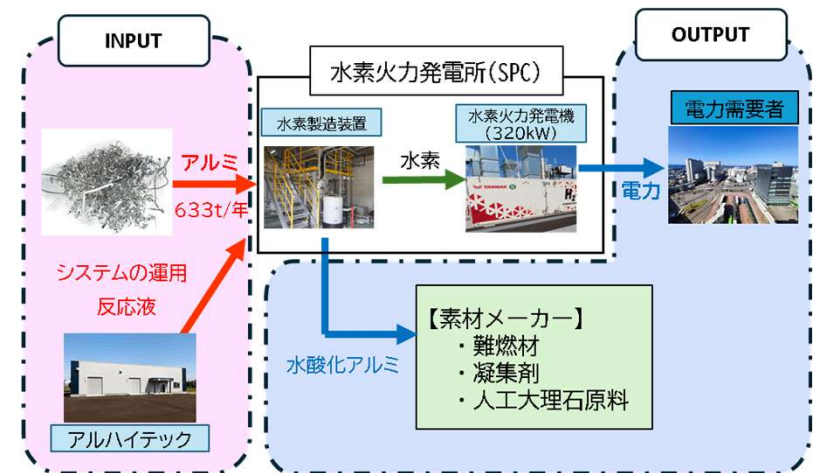 INPUT
OUTPUT
水素火力発電所(SPC)
水素製造装置
水素火力発電機
(320kW)
電力需要者
アルミ
633t/年
水素
YANMAR
H₂
電力
システムの運用
反応液
水酸化アルミ
【素材メーカー】
・難燃材
・凝集剤
・人工大理石原料
アルハイテック